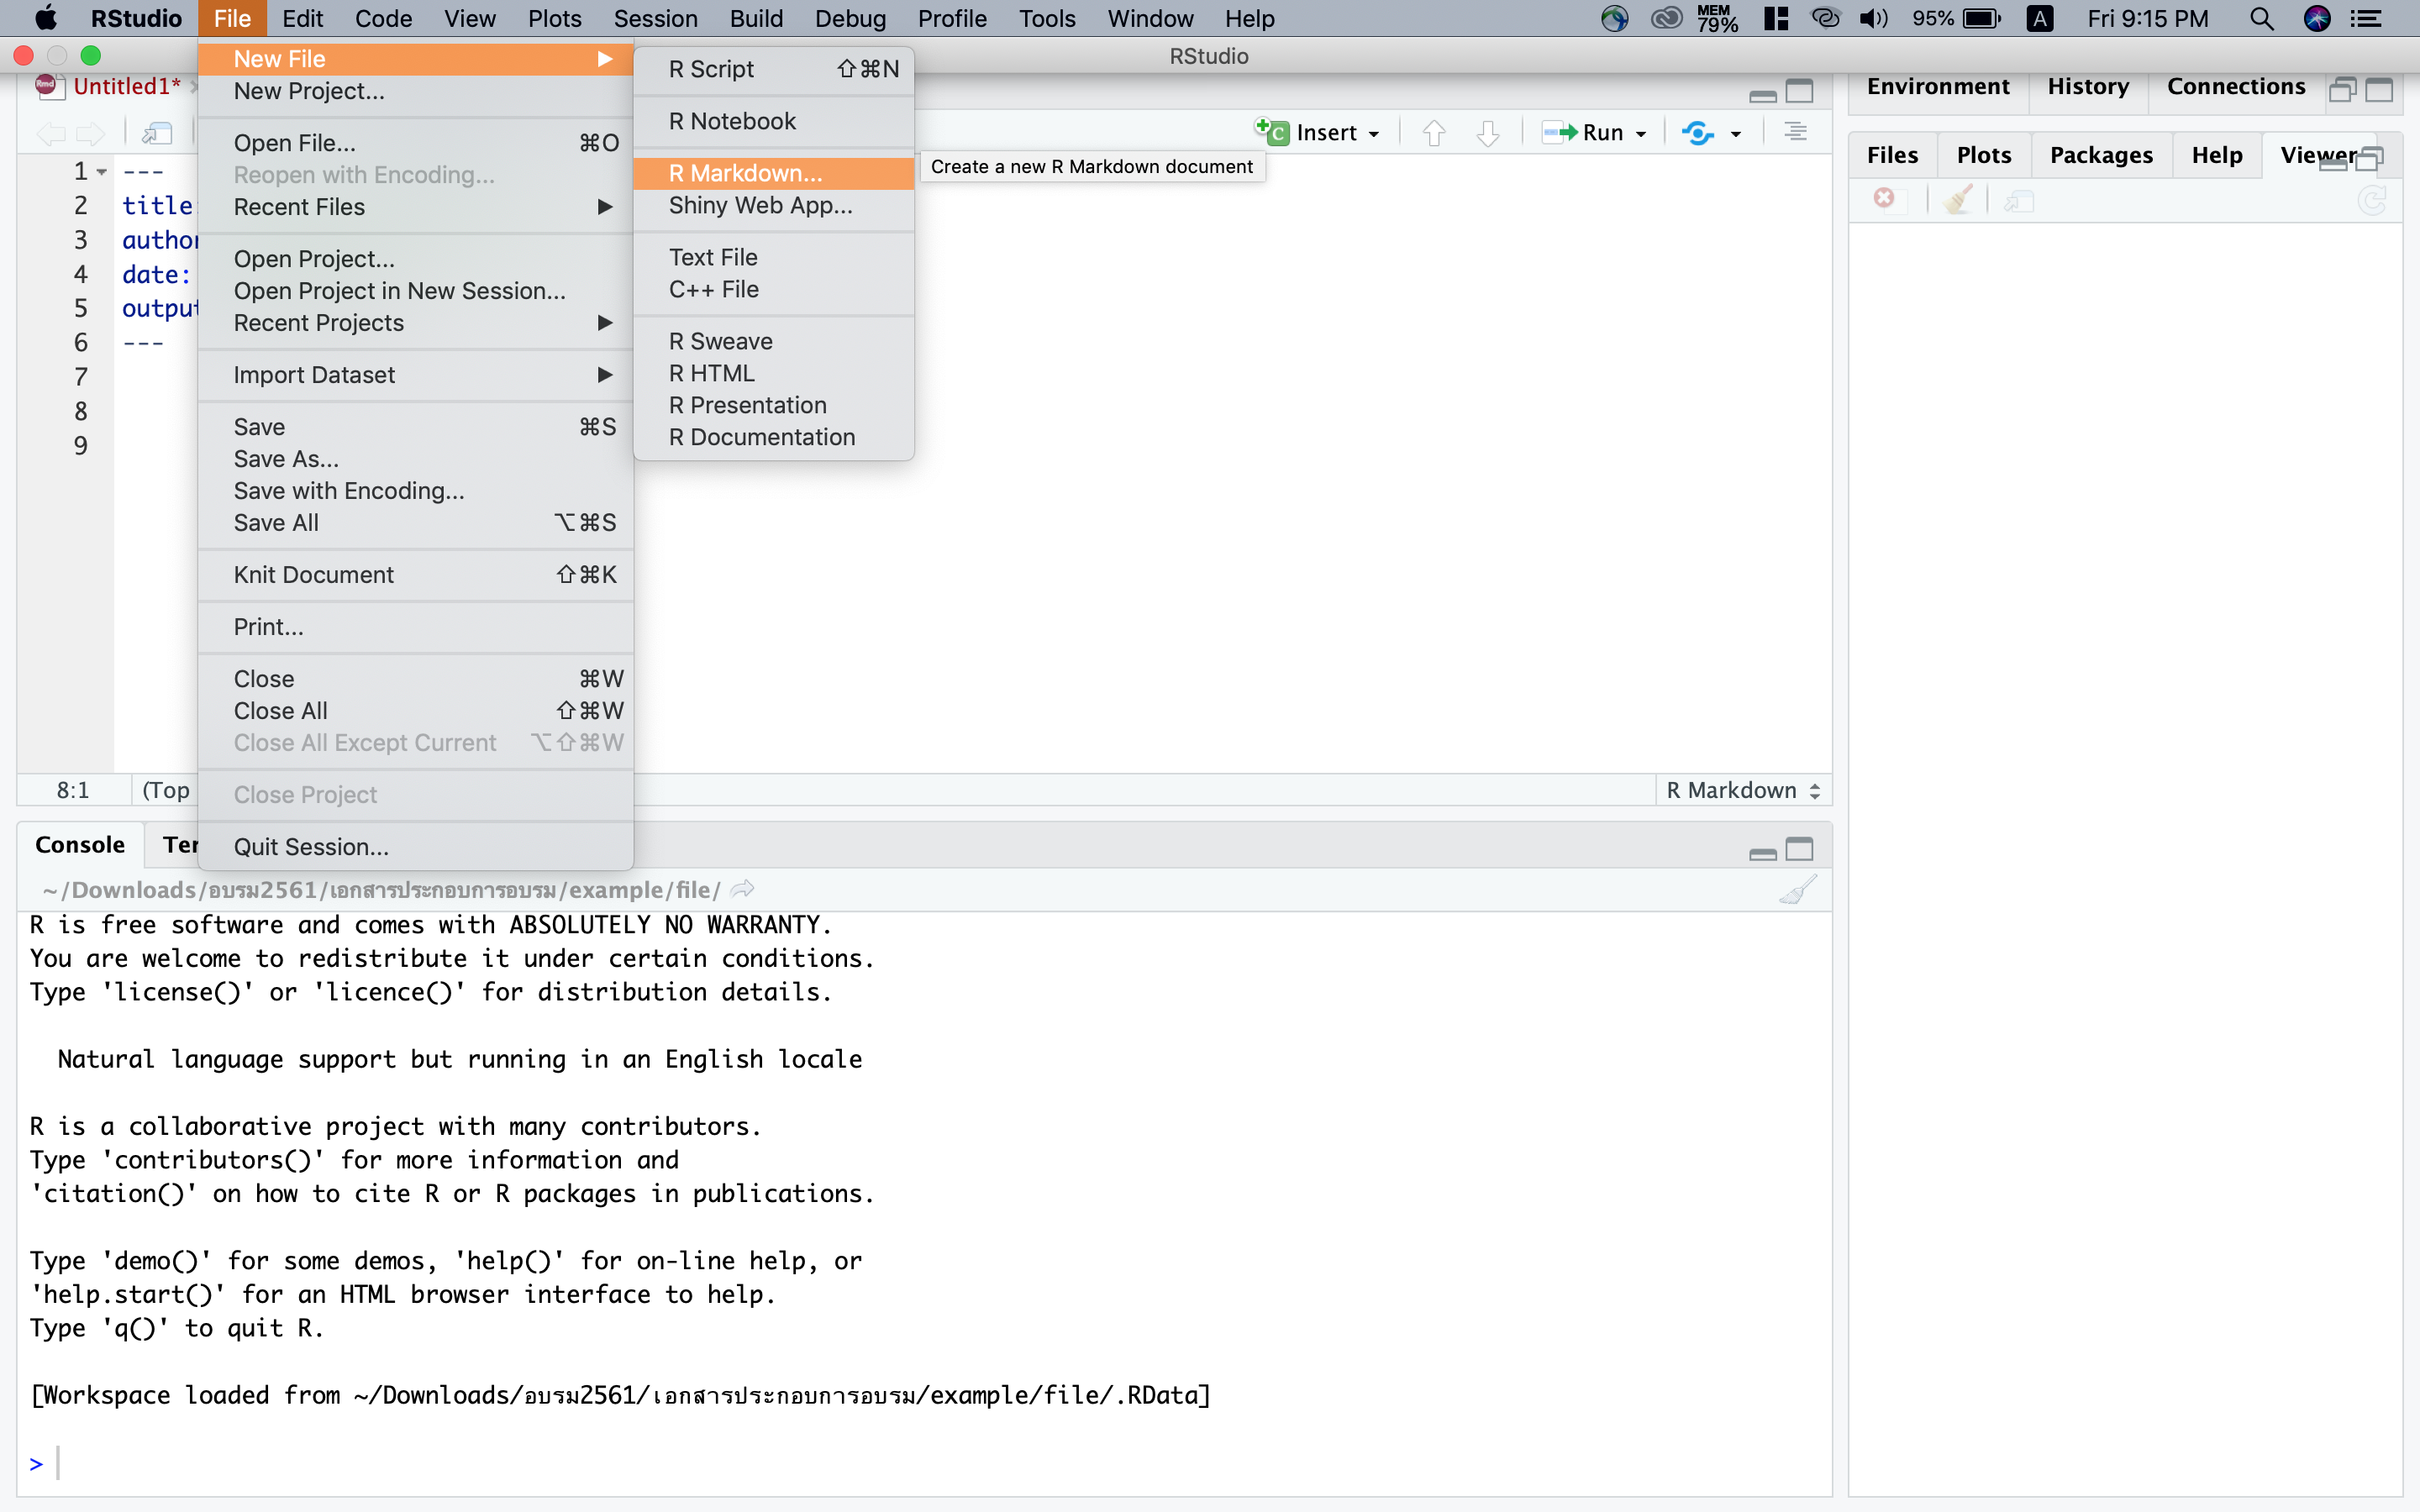 RStudio File Edit Code View Plots Session Build Debug Profile Tools Window Help MEM 79% 95% A Fri 9:15 PM
RStudio
Untitled1*
Environment History Connections
Insert Run
Files Plots Packages Help Viewer
1 ---
2 title:
3 author
4 date:
5 output
6 ---
7
8
9
New File
New Project...
Open File... ⌘O
Reopen with Encoding...
Recent Files
Open Project...
Open Project in New Session...
Recent Projects
Import Dataset
Save ⌘S
Save As...
Save with Encoding...
Save All ⌥⌘S
Knit Document ⇧⌘K
Print...
Close ⌘W
Close All ⇧⌘W
Close All Except Current ⌥⇧⌘W
Close Project
Quit Session...
R Script ⇧⌘N
R Notebook
R Markdown...
Shiny Web App...
Text File
C++ File
R Sweave
R HTML
R Presentation
R Documentation
Create a new R Markdown document
8:1 (Top R Markdown
Console Ter
~/Downloads/อบรม2561/เอกสารประกอบการอบรม/example/file/
R is free software and comes with ABSOLUTELY NO WARRANTY.
You are welcome to redistribute it under certain conditions.
Type 'license()' or 'licence()' for distribution details.
Natural language support but running in an English locale
R is a collaborative project with many contributors.
Type 'contributors()' for more information and
'citation()' on how to cite R or R packages in publications.
Type 'demo()' for some demos, 'help()' for on-line help, or
'help.start()' for an HTML browser interface to help.
Type 'q()' to quit R.
[Workspace loaded from ~/Downloads/อบรม2561/เอกสารประกอบการอบรม/example/file/.RData]
>